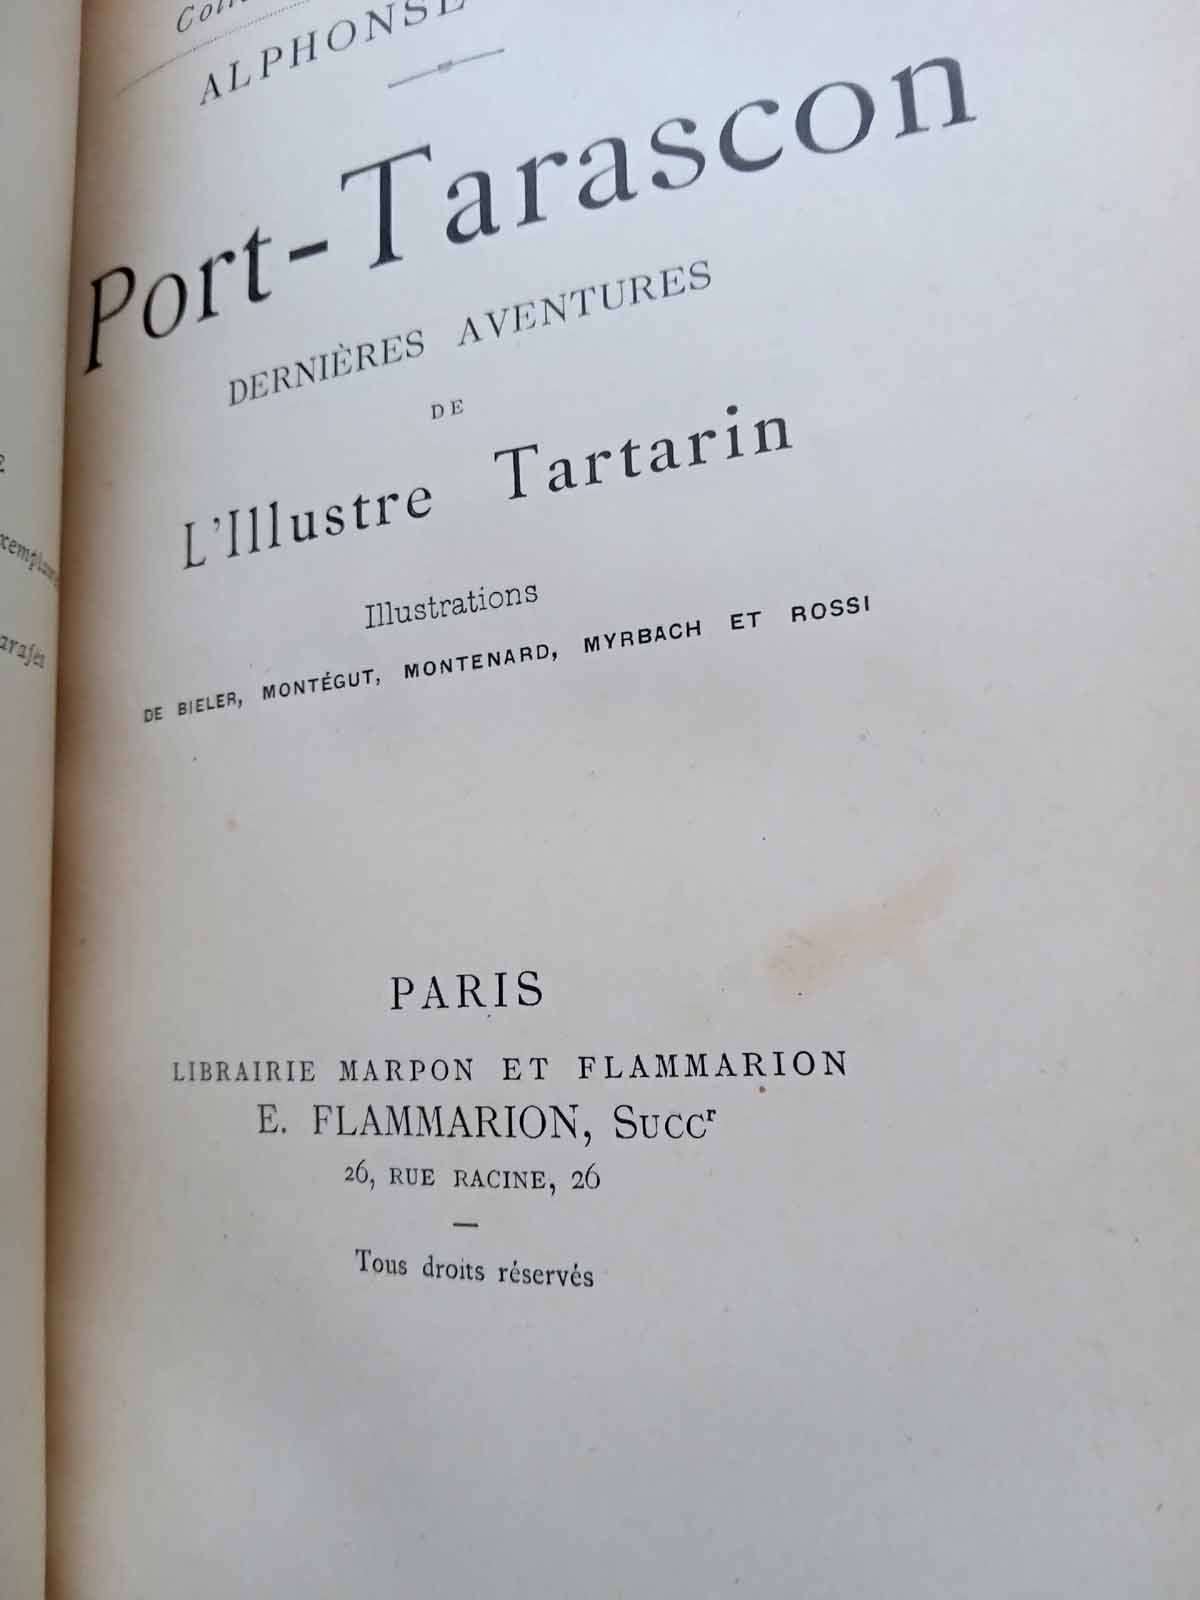 ALPHONSE
Port-Tarascon
DERNIÈRES AVENTURES
DE
L'Illustre Tartarin
Illustrations
DE BIELER, MONTÉGUT, MONTENARD, MYRBACH ET ROSSI
PARIS
LIBRAIRIE MARPON ET FLAMMARION
E. FLAMMARION, Succr
26, RUE RACINE, 26
Tous droits réservés